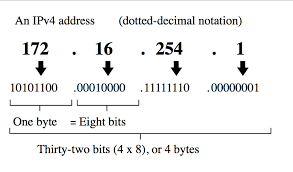 An IPv4 address (dotted-decimal notation)
172 . 16 . 254 . 1
10101100 .00010000 .11111110 .00000001
One byte = Eight bits
Thirty-two bits (4 x 8), or 4 bytes